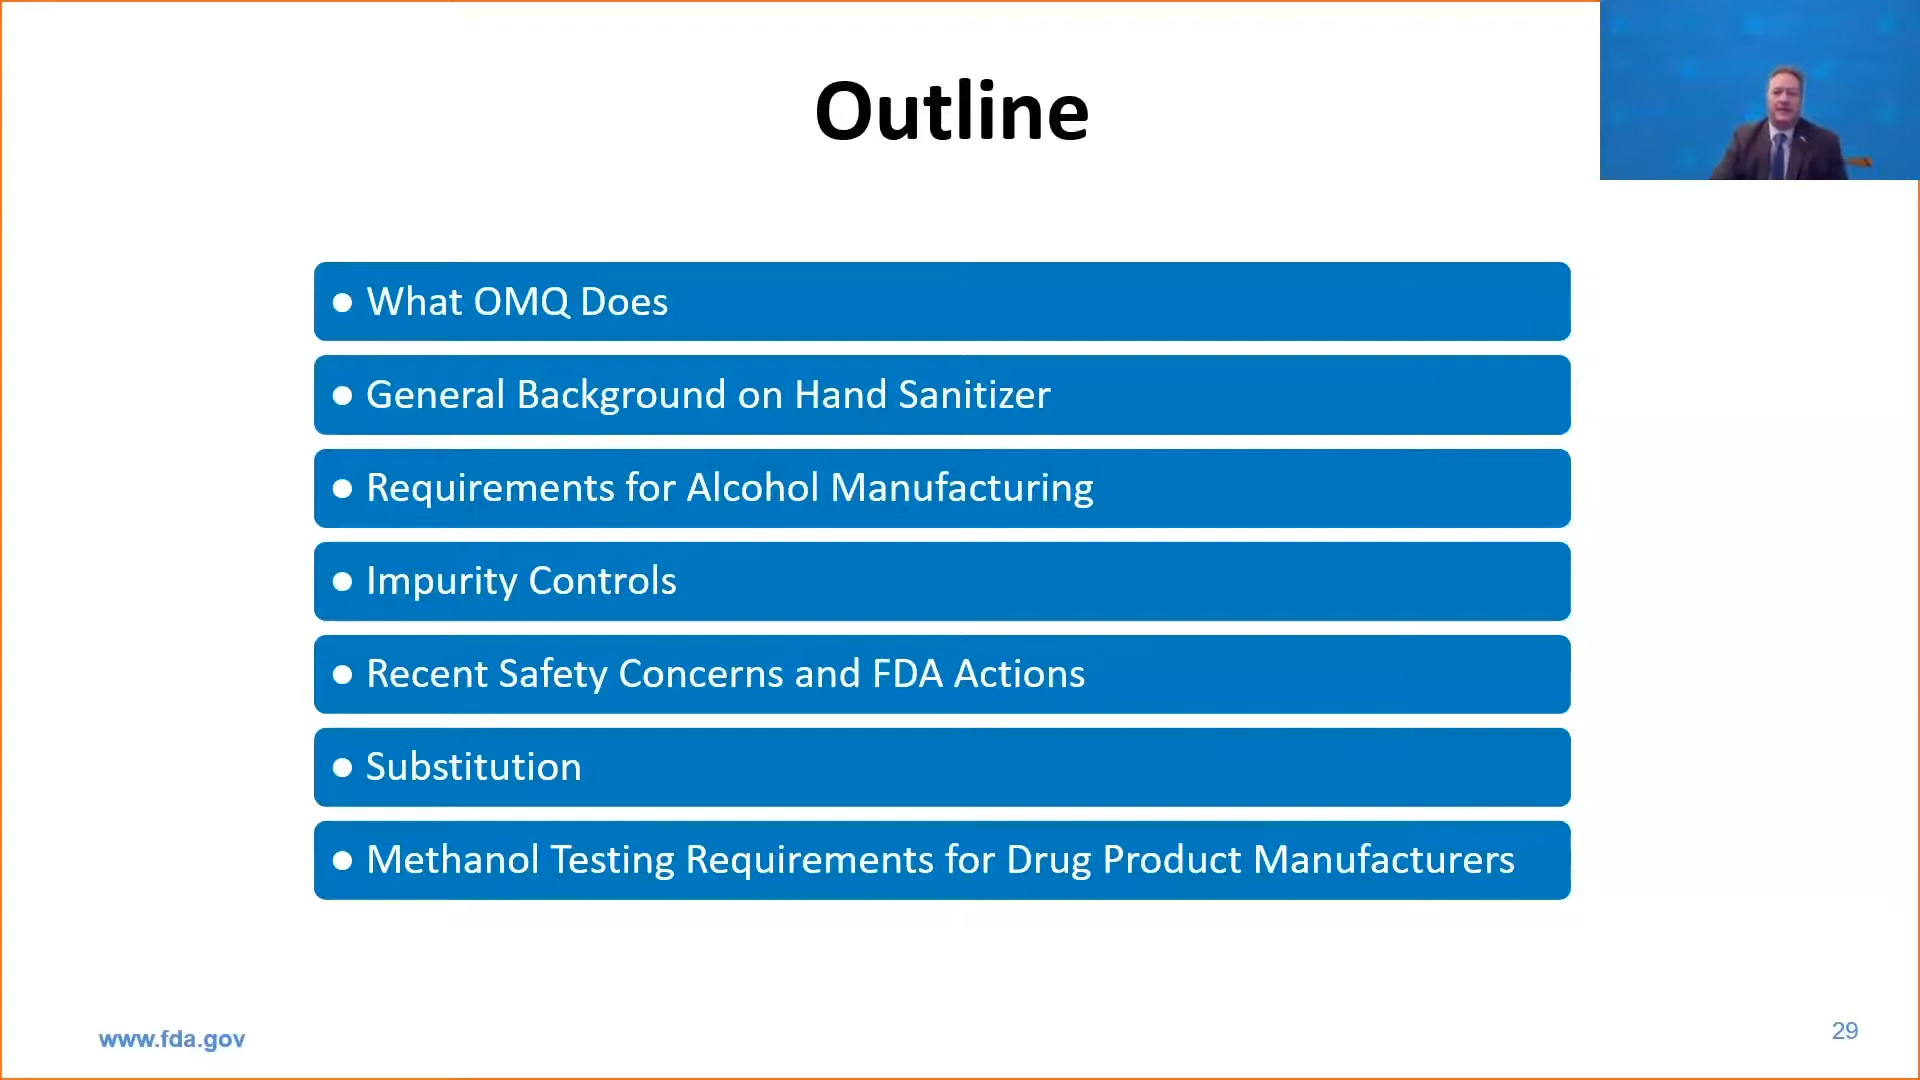 Outline
● What OMQ Does
● General Background on Hand Sanitizer
● Requirements for Alcohol Manufacturing
● Impurity Controls
● Recent Safety Concerns and FDA Actions
● Substitution
● Methanol Testing Requirements for Drug Product Manufacturers
www.fda.gov
29